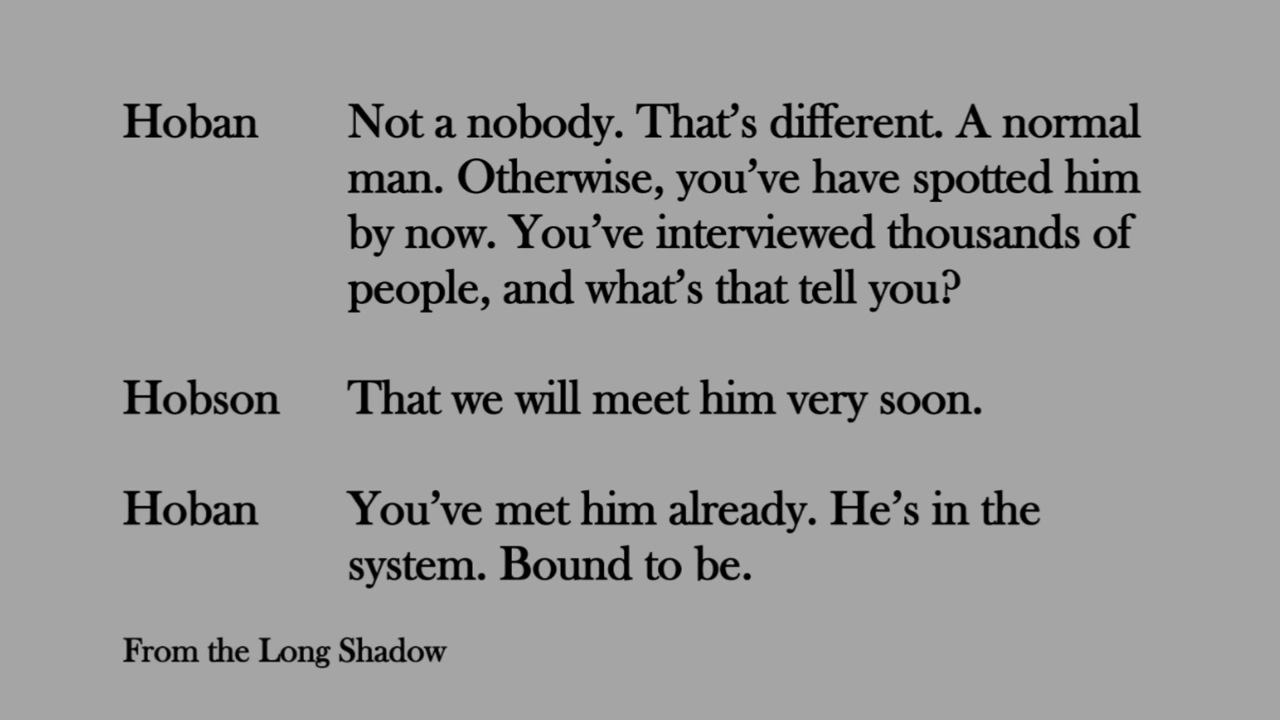 Hoban Not a nobody. That's different. A normal
man. Otherwise, you've have spotted him
by now. You've interviewed thousands of
people, and what's that tell you?
Hobson That we will meet him very soon.
Hoban You've met him already. He's in the
system. Bound to be.
From the Long Shadow